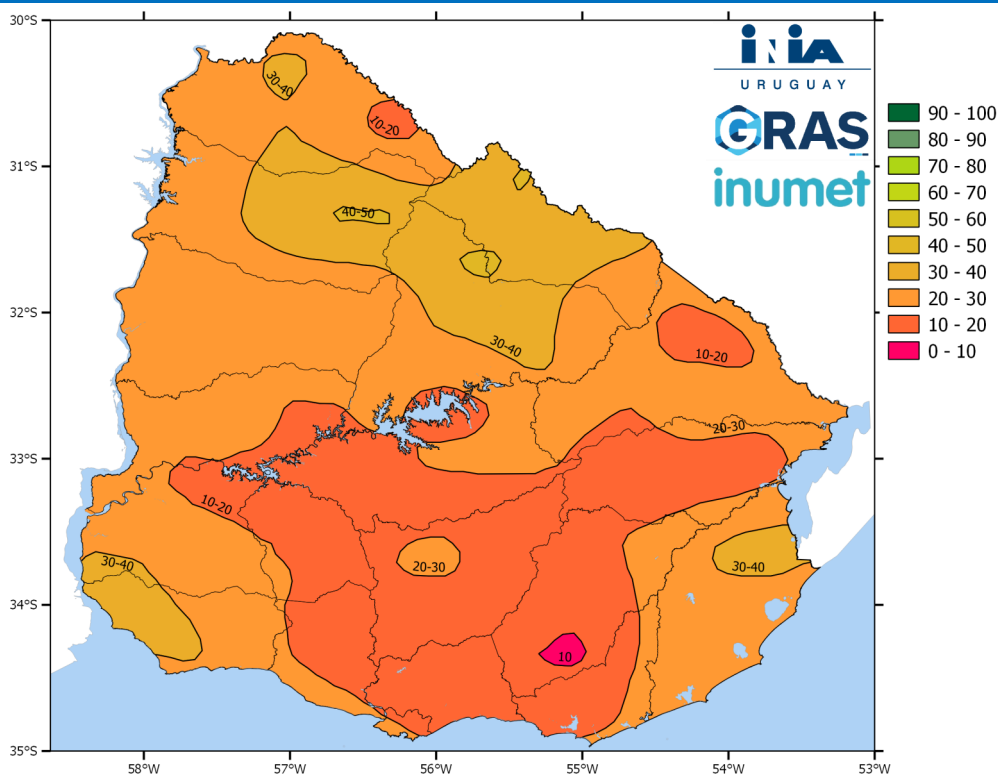 30°S
31°S
32°S
33°S
34°S
35°S
58°W
57°W
56°W
55°W
54°W
53°W
30-40
10-20
40-50
30-40
10-20
20-30
10-20
30-40
20-30
30-40
10
iNiA
URUGUAY
GRAS
inumet
90 - 100
80 - 90
70 - 80
60 - 70
50 - 60
40 - 50
30 - 40
20 - 30
10 - 20
0 - 10